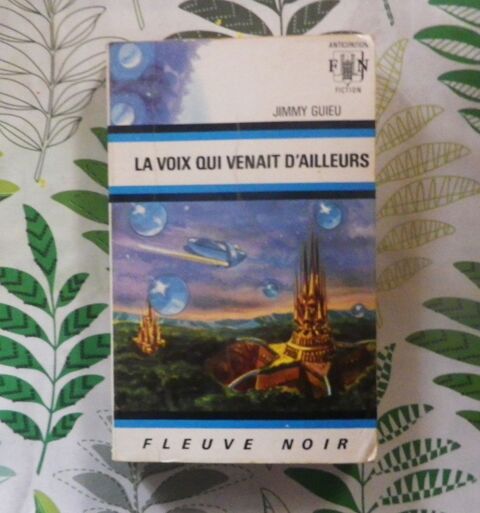 ANTICIPATION
FN
FICTION
JIMMY GUIEU
LA VOIX QUI VENAIT D'AILLEURS
FLEUVE NOIR